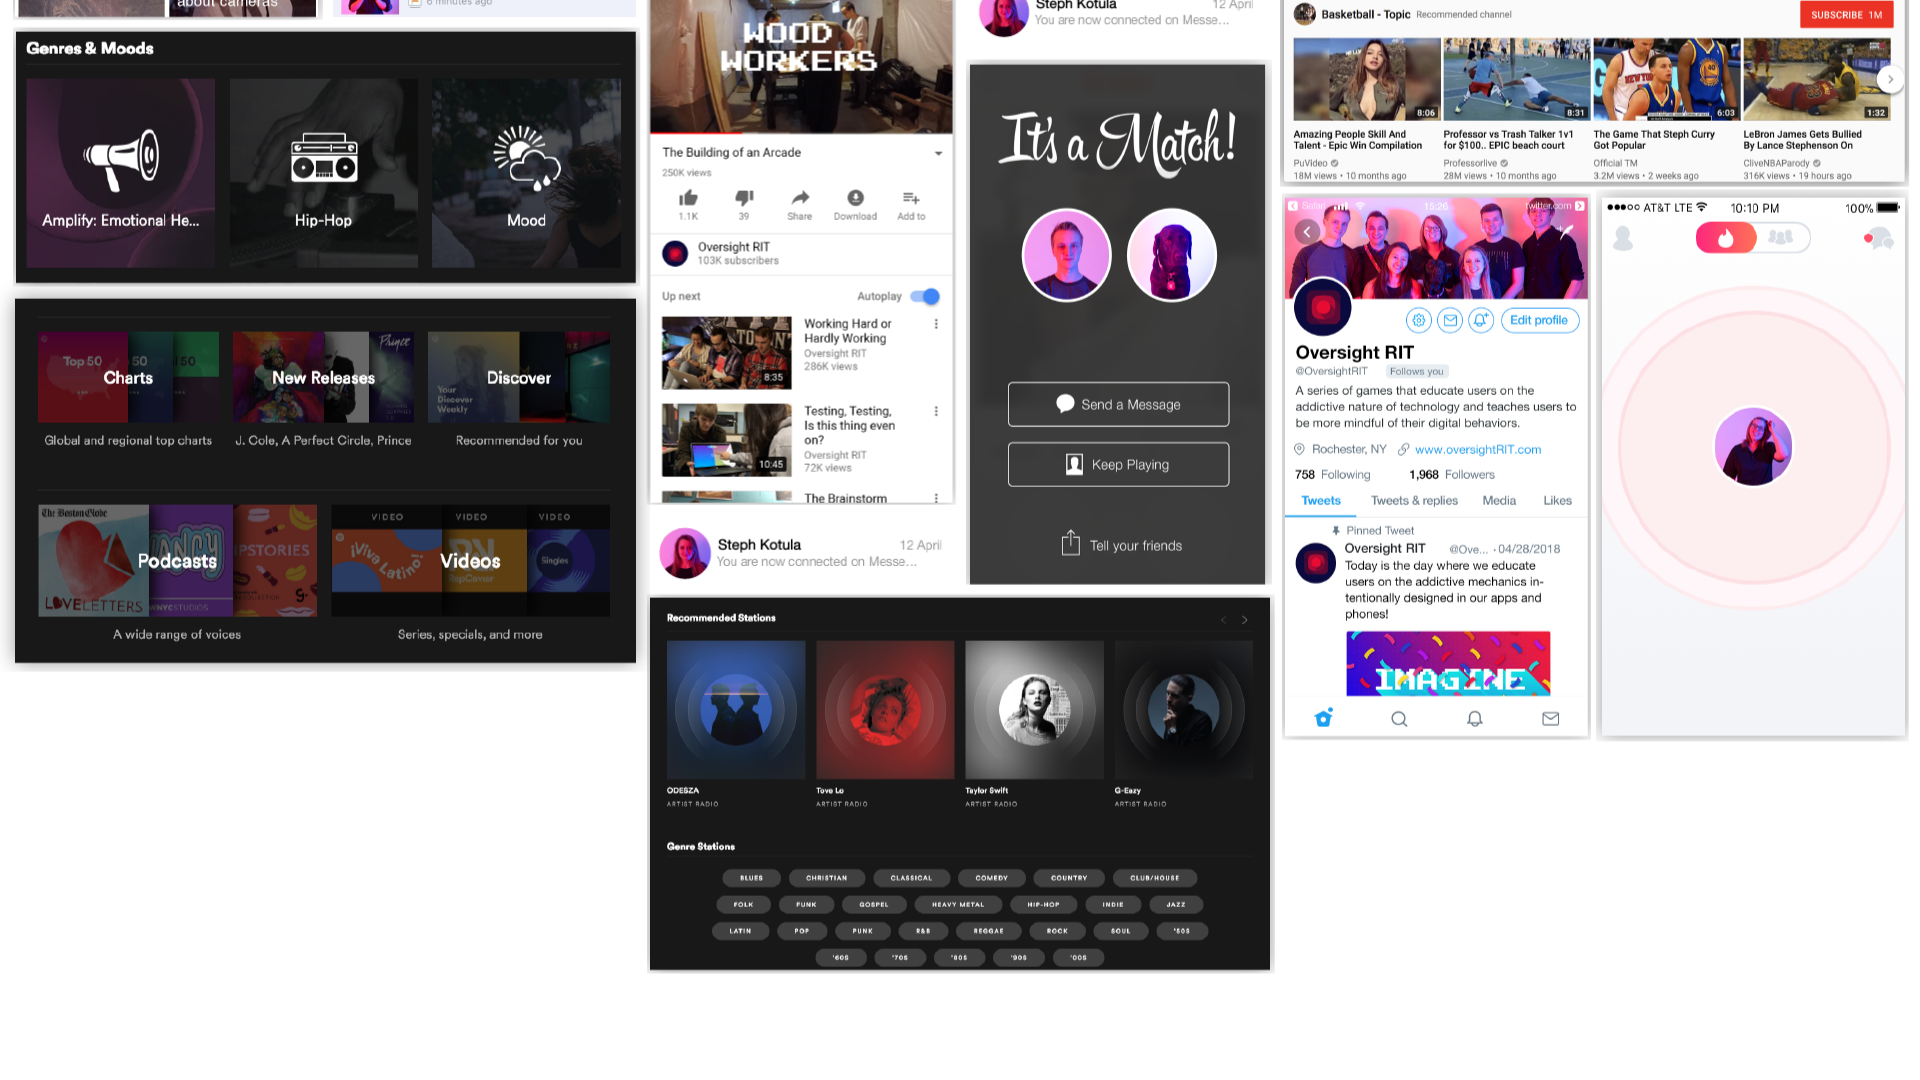 about cameras
6 minutes ago
Genres & Moods
Amplify: Emotional He...
Hip-Hop
Mood
Top 50
50
50
Charts
Global and regional top charts
Prince
New Releases
J. Cole, A Perfect Circle, Prince
Your
Discover
Weekly
Discover
Recommended for you
The Boston Globe
LOVELETTERS
NANCY
WNYCSTUDIOS
LIPSTORIES
Podcasts
A wide range of voices
VIDEO
VIDEO
VIDEO
¡Viva Latino!
RapCaviar
Singles
Videos
Series, specials, and more
WOOD
WORKERS
The Building of an Arcade
250K views
1.1K
39
Share
Download
Add to
Oversight RIT
103K subscribers
Up next
Autoplay
8:35
Working Hard or
Hardly Working
Oversight RIT
286K views
10:45
Testing, Testing,
Is this thing even
on?
Oversight RIT
72K views
The Brainstorm
Steph Kotula
12 April
You are now connected on Messe...
Steph Kotula
12 April
You are now connected on Messe...
It's a Match!
Send a Message
Keep Playing
Tell your friends
Recommended Stations
ODESZA
ARTIST RADIO
Tove Lo
ARTIST RADIO
Taylor Swift
ARTIST RADIO
G-Eazy
ARTIST RADIO
Genre Stations
BLUES
CHRISTIAN
CLASSICAL
COMEDY
COUNTRY
CLUB/HOUSE
FOLK
FUNK
GOSPEL
HEAVY METAL
HIP-HOP
INDIE
JAZZ
LATIN
POP
PUNK
R&B
REGGAE
ROCK
SOUL
'50S
'60S
'70S
'80S
'90S
'00S
Basketball - Topic
Recommended channel
SUBSCRIBE 1M
8:06
Amazing People Skill And
Talent - Epic Win Compilation
PuVideo
18M views • 10 months ago
8:31
Professor vs Trash Talker 1v1
for $100.. EPIC beach court
Professorlive
28M views • 10 months ago
6:03
The Game That Steph Curry
Got Popular
Official TM
3.2M views • 2 weeks ago
1:32
LeBron James Gets Bullied
By Lance Stephenson On
CliveNBAParody
316K views • 19 hours ago
Safari
15:26
twitter.com
Edit profile
Oversight RIT
@OversightRIT
Follows you
A series of games that educate users on the
addictive nature of technology and teaches users to
be more mindful of their digital behaviors.
Rochester, NY
www.oversightRIT.com
758 Following
1,968 Followers
Tweets
Tweets & replies
Media
Likes
Pinned Tweet
Oversight RIT
@Ove... • 04/28/2018
Today is the day where we educate
users on the addictive mechanics in-
tentionally designed in our apps and
phones!
IMAGINE
AT&T LTE
10:10 PM
100%